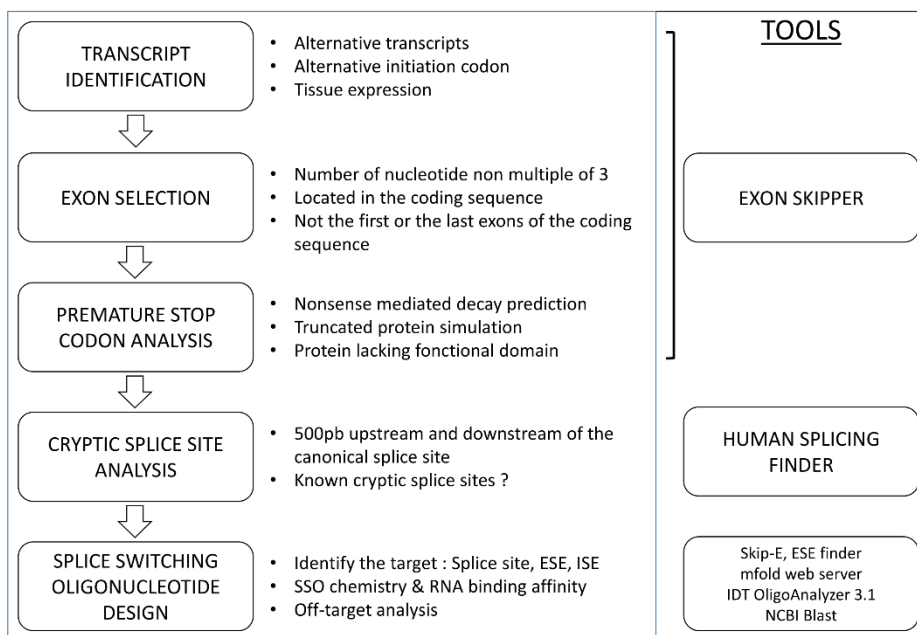 TRANSCRIPT
IDENTIFICATION
• Alternative transcripts
• Alternative initiation codon
• Tissue expression
TOOLS
EXON SELECTION
• Number of nucleotide non multiple of 3
• Located in the coding sequence
• Not the first or the last exons of the coding
sequence
EXON SKIPPER
PREMATURE STOP
CODON ANALYSIS
• Nonsense mediated decay prediction
• Truncated protein simulation
• Protein lacking fonctional domain
CRYPTIC SPLICE SITE
ANALYSIS
• 500pb upstream and downstream of the
canonical splice site
• Known cryptic splice sites ?
HUMAN SPLICING
FINDER
SPLICE SWITCHING
OLIGONUCLEOTIDE
DESIGN
• Identify the target : Splice site, ESE, ISE
• SSO chemistry & RNA binding affinity
• Off-target analysis
Skip-E, ESE finder
mfold web server
IDT OligoAnalyzer 3.1
NCBI Blast